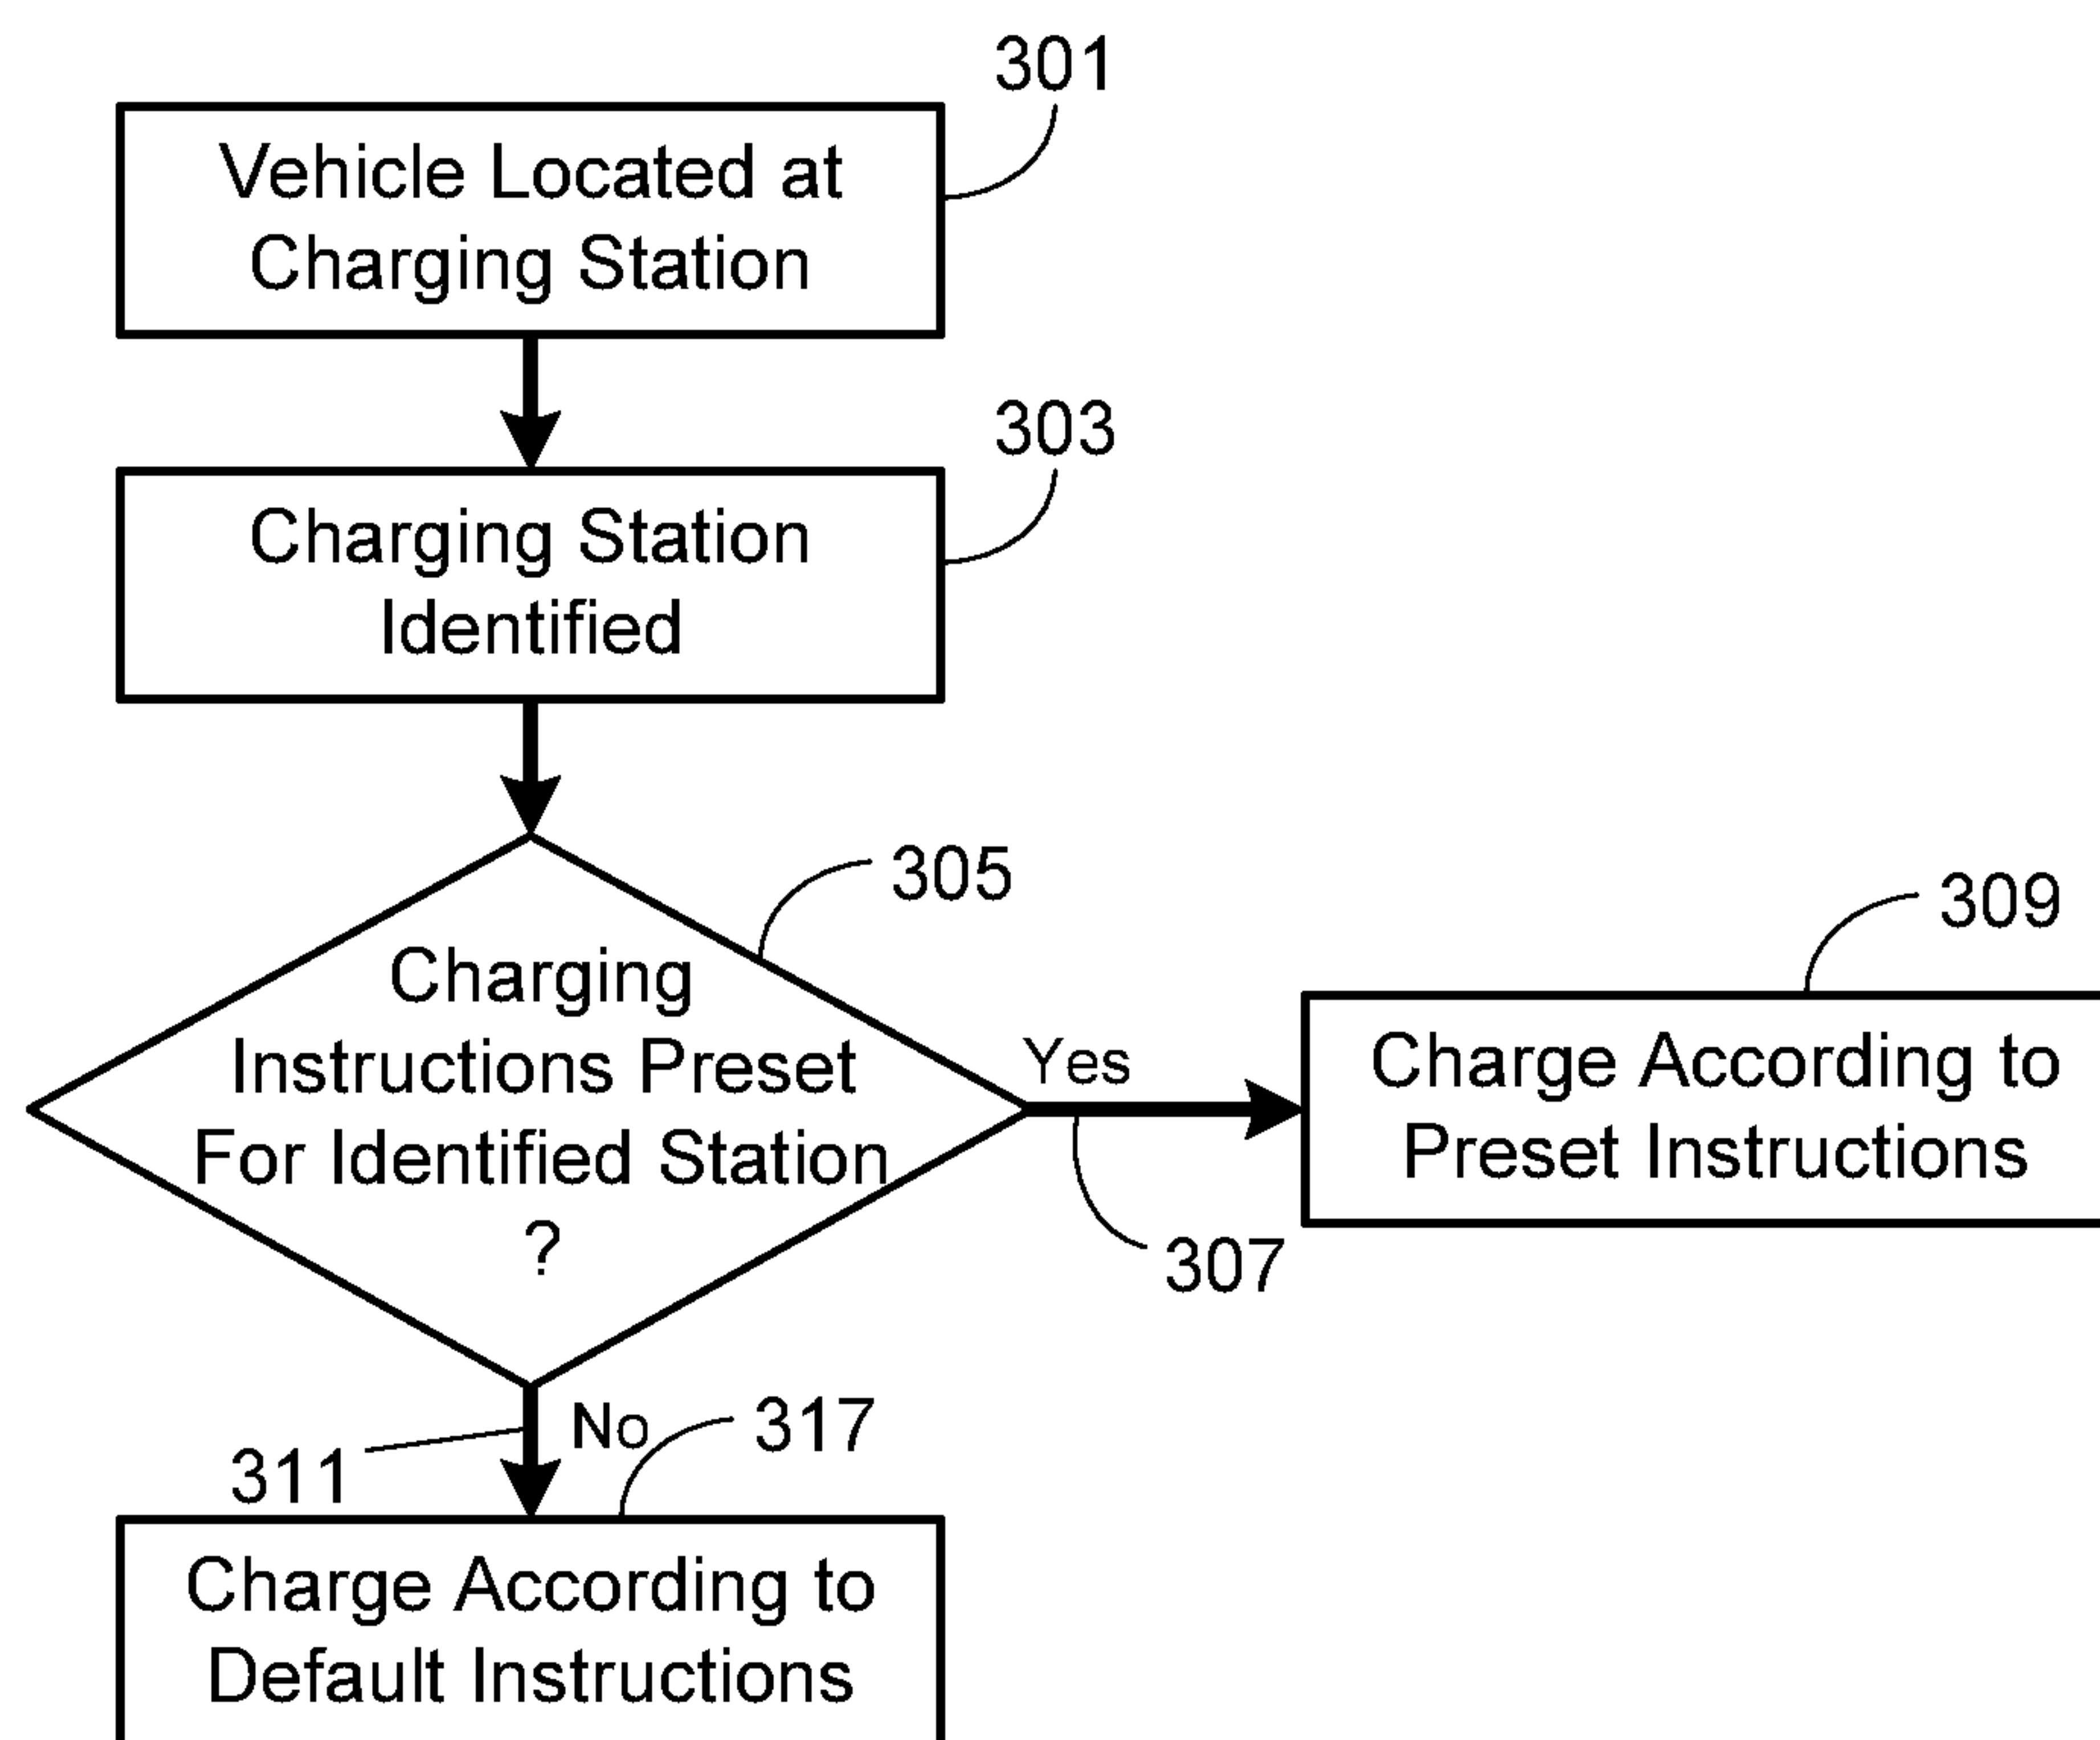 301
Vehicle Located at
Charging Station
303
Charging Station
Identified
305
Charging
Instructions Preset
For Identified Station
?
Yes
307
309
Charge According to
Preset Instructions
No
311
317
Charge According to
Default Instructions